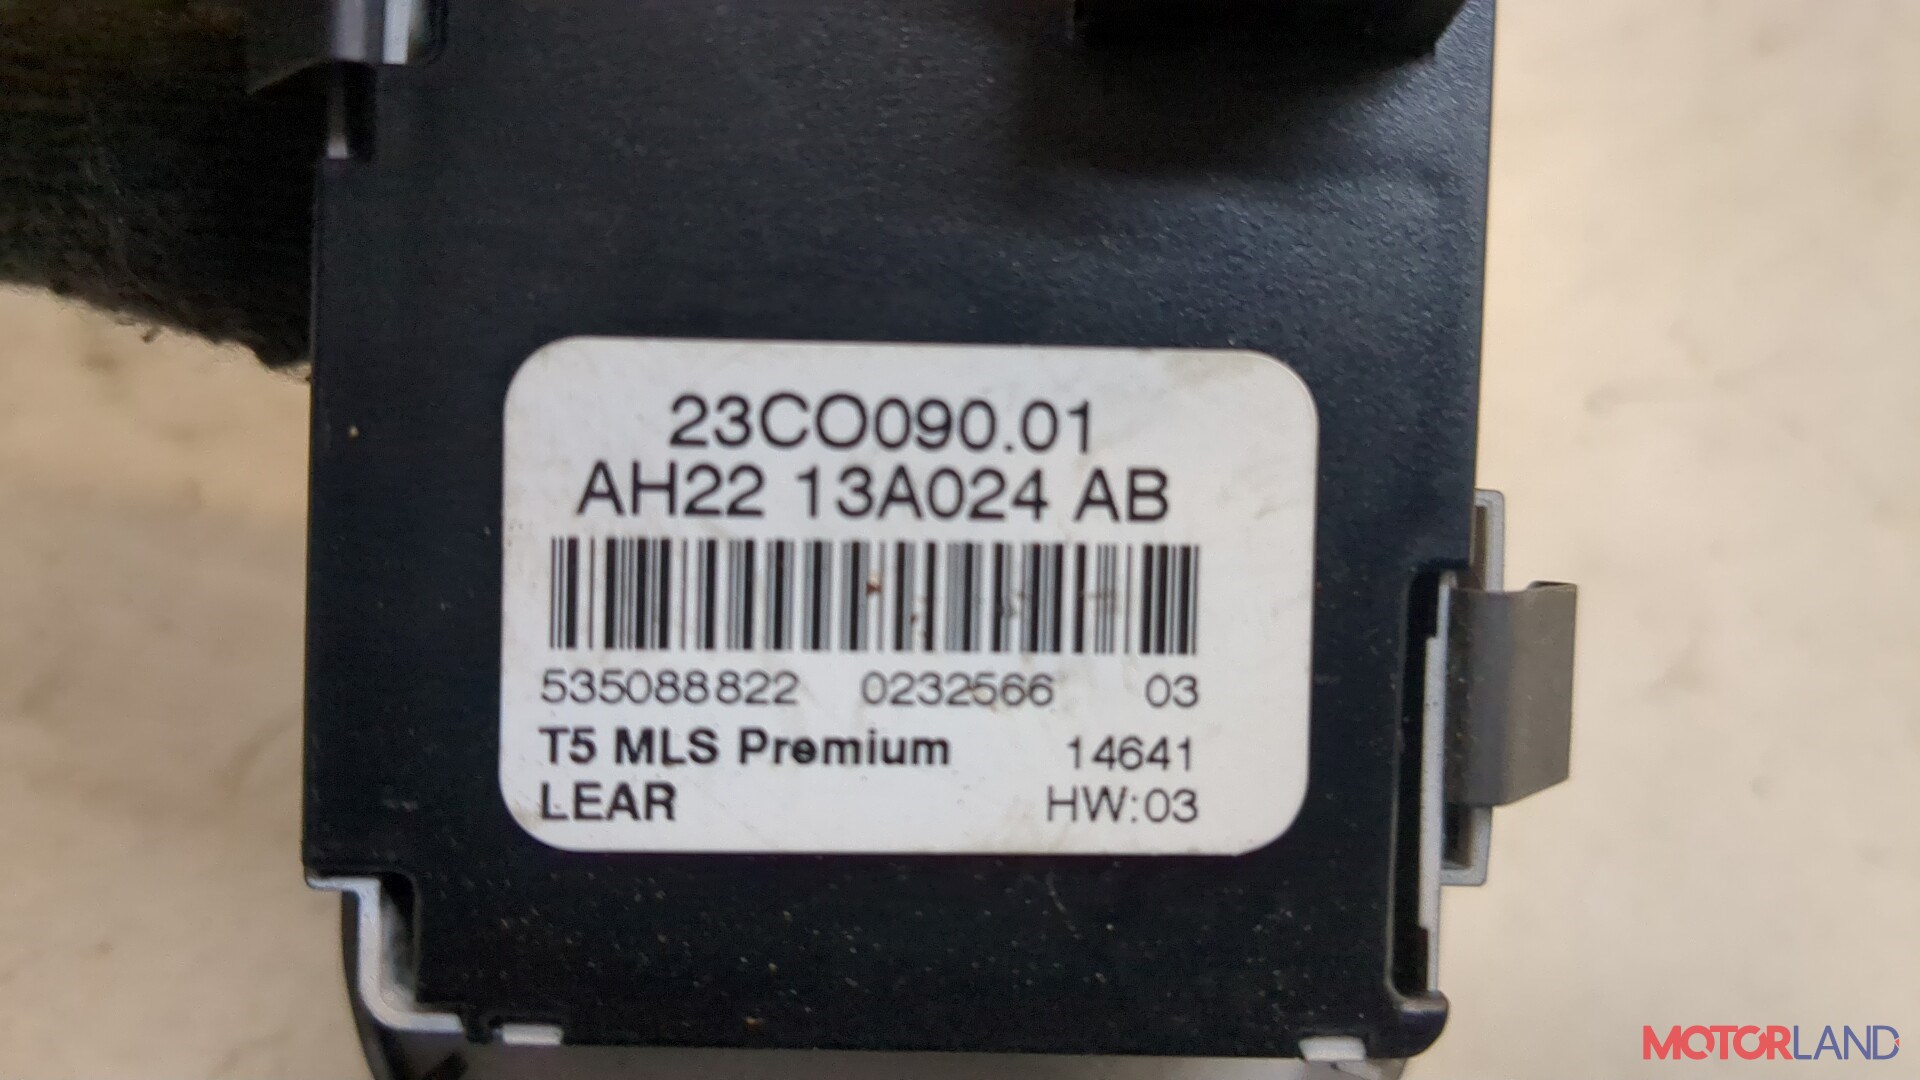 23CO090.01
AH22 13A024 AB
535088822 0232566 03
T5 MLS Premium 14641
LEAR HW:03
MOTORLAND